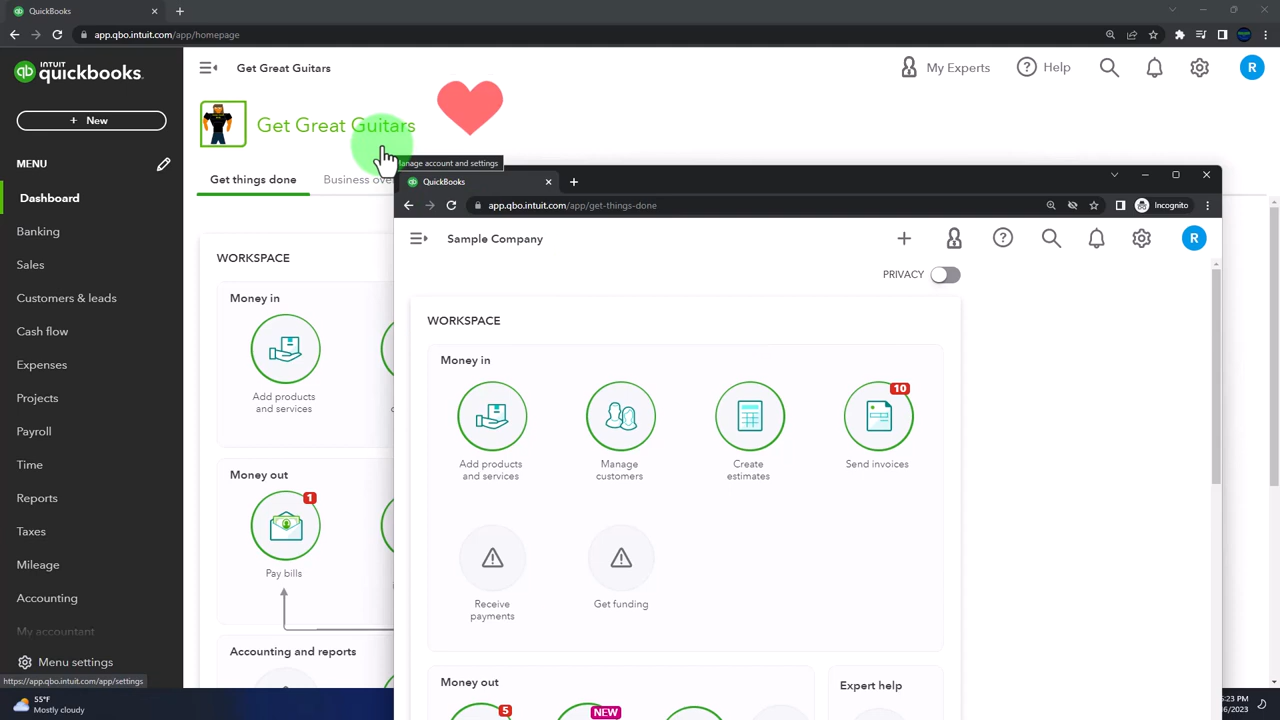 QuickBooks
app.qbo.intuit.com/app/homepage
INTUIT
quickbooks.
Get Great Guitars
My Experts
Help
R
+ New
Get Great Guitars
Manage account and settings
MENU
Get things done
Business ove
Dashboard
Banking
Sales
Customers & leads
Cash flow
Expenses
Projects
Payroll
Time
Reports
Taxes
Mileage
Accounting
My accountant
Menu settings
https://app.qbo.intuit.com/app/settings
WORKSPACE
Money in
Add products
and services
Money out
1
Pay bills
Accounting and reports
QuickBooks
app.qbo.intuit.com/app/get-things-done
Incognito
Sample Company
R
PRIVACY
WORKSPACE
Money in
Add products
and services
Manage
customers
Create
estimates
10
Send invoices
Receive
payments
Get funding
Money out
5
NEW
Expert help
55°F
Mostly cloudy